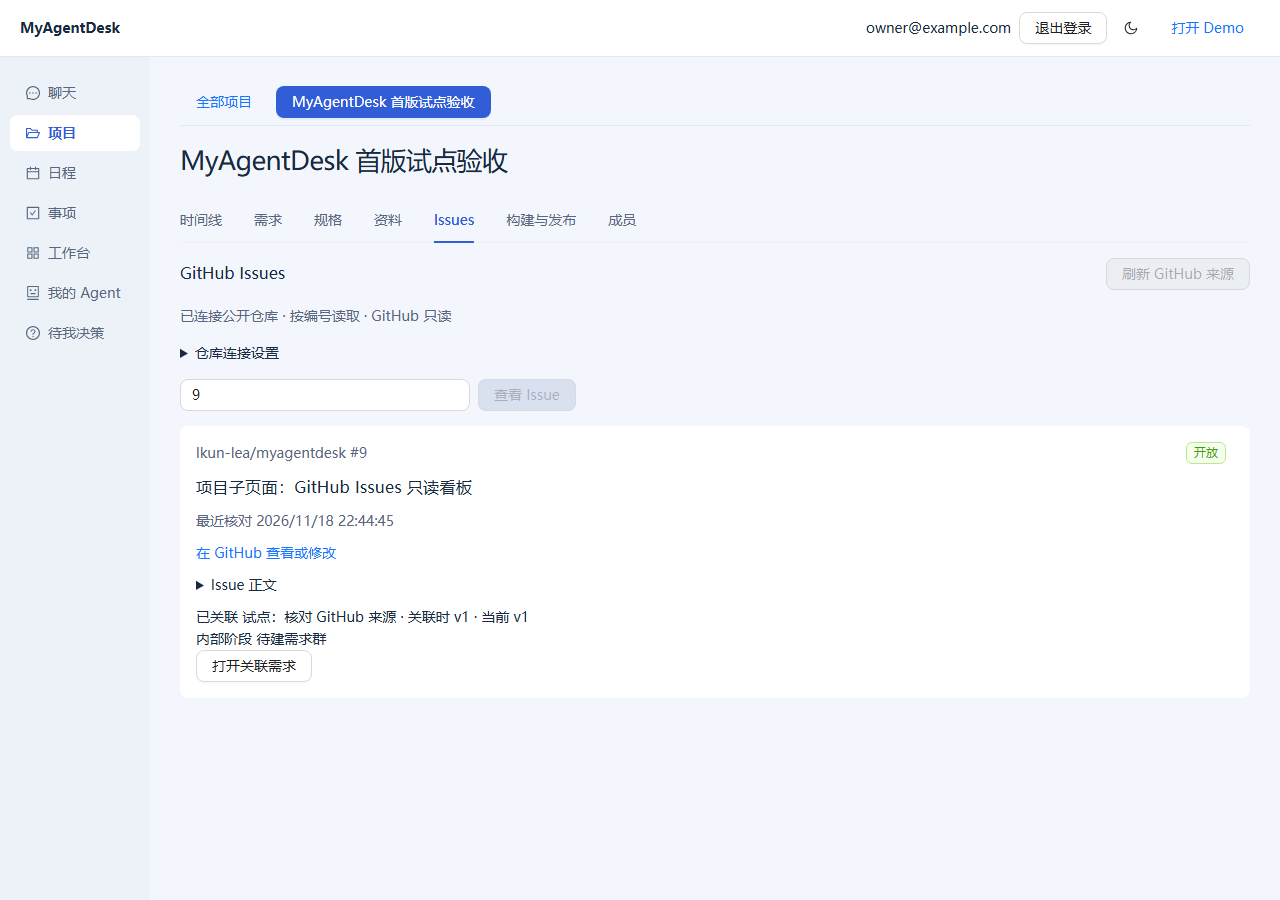 MyAgentDesk
owner@example.com
退出登录
打开 Demo
聊天
项目
日程
事项
工作台
我的 Agent
待我决策
全部项目
MyAgentDesk 首版试点验收
MyAgentDesk 首版试点验收
时间线
需求
规格
资料
Issues
构建与发布
成员
GitHub Issues
刷新 GitHub 来源
已连接公开仓库 · 按编号读取 · GitHub 只读
仓库连接设置
9
查看 Issue
lkun-lea/myagentdesk #9
开放
项目子页面：GitHub Issues 只读看板
最近核对 2026/11/18 22:44:45
在 GitHub 查看或修改
Issue 正文
已关联 试点：核对 GitHub 来源 · 关联时 v1 · 当前 v1
内部阶段 待建需求群
打开关联需求